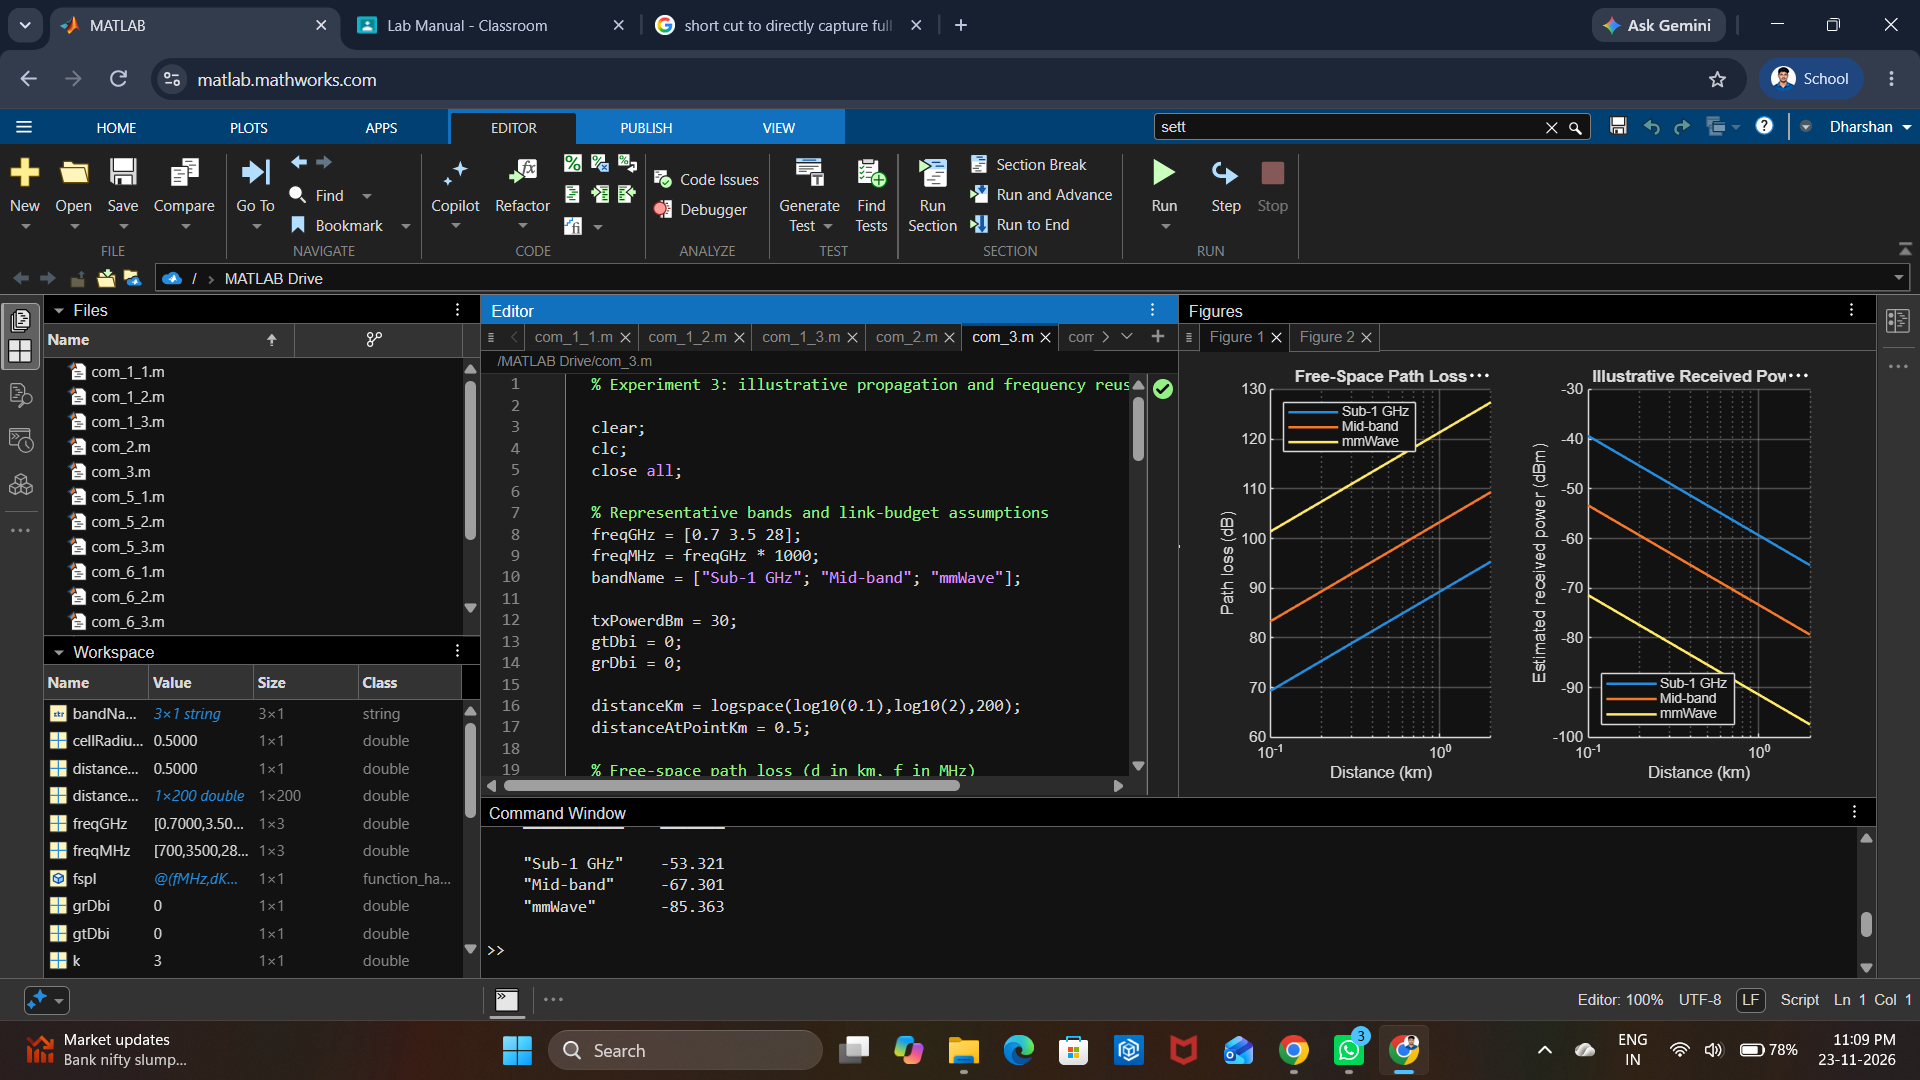 MATLAB
Lab Manual - Classroom
short cut to directly capture full
Ask Gemini
matlab.mathworks.com
School
HOME
PLOTS
APPS
EDITOR
PUBLISH
VIEW
sett
Dharshan
New
Open
Save
Compare
FILE
Go To
Find
Bookmark
NAVIGATE
Copilot
Refactor
CODE
Code Issues
Debugger
ANALYZE
Generate
Test
Find
Tests
TEST
Run
Section
Section Break
Run and Advance
Run to End
SECTION
Run
Step
Stop
RUN
/ › MATLAB Drive
Files
Name
com_1_1.m
com_1_2.m
com_1_3.m
com_2.m
com_3.m
com_5_1.m
com_5_2.m
com_5_3.m
com_6_1.m
com_6_2.m
com_6_3.m
Workspace
Name Value Size Class
bandNa... 3×1 string 3×1 string
cellRadiu... 0.5000 1×1 double
distance... 0.5000 1×1 double
distance... 1×200 double 1×200 double
freqGHz [0.7000,3.50... 1×3 double
freqMHz [700,3500,28... 1×3 double
fspl @(fMHz,dK... 1×1 function_ha...
grDbi 0 1×1 double
gtDbi 0 1×1 double
k 3 1×1 double
Editor
com_1_1.m
com_1_2.m
com_1_3.m
com_2.m
com_3.m
com
/MATLAB Drive/com_3.m
1 % Experiment 3: illustrative propagation and frequency reus
2
3 clear;
4 clc;
5 close all;
6
7 % Representative bands and link-budget assumptions
8 freqGHz = [0.7 3.5 28];
9 freqMHz = freqGHz * 1000;
10 bandName = ["Sub-1 GHz"; "Mid-band"; "mmWave"];
11
12 txPowerdBm = 30;
13 gtDbi = 0;
14 grDbi = 0;
15
16 distanceKm = logspace(log10(0.1),log10(2),200);
17 distanceAtPointKm = 0.5;
18
19 % Free-space path loss (d in km, f in MHz)
Figures
Figure 1
Figure 2
Free-Space Path Loss···
130
120
110
100
90
80
70
60
Path loss (dB)
Sub-1 GHz
Mid-band
mmWave
10-1
100
Distance (km)
Illustrative Received Pow···
-30
-40
-50
-60
-70
-80
-90
-100
Estimated received power (dBm)
Sub-1 GHz
Mid-band
mmWave
10-1
100
Distance (km)
Command Window
"Sub-1 GHz" -53.321
"Mid-band" -67.301
"mmWave" -85.363
>>
Editor: 100% UTF-8 LF Script Ln 1 Col 1
Market updates
Bank nifty slump...
Search
3
ENG
IN
78%
11:09 PM
23-11-2026